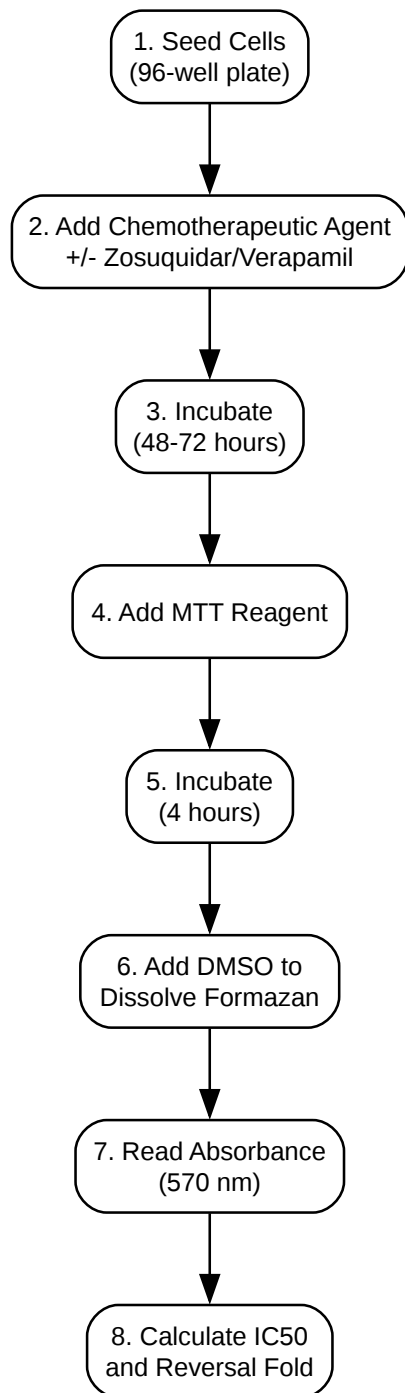 1. Seed Cells
(96-well plate)
2. Add Chemotherapeutic Agent
+/- Zosuquidar/Verapamil
3. Incubate
(48-72 hours)
4. Add MTT Reagent
5. Incubate
(4 hours)
6. Add DMSO to
Dissolve Formazan
7. Read Absorbance
(570 nm)
8. Calculate IC50
and Reversal Fold